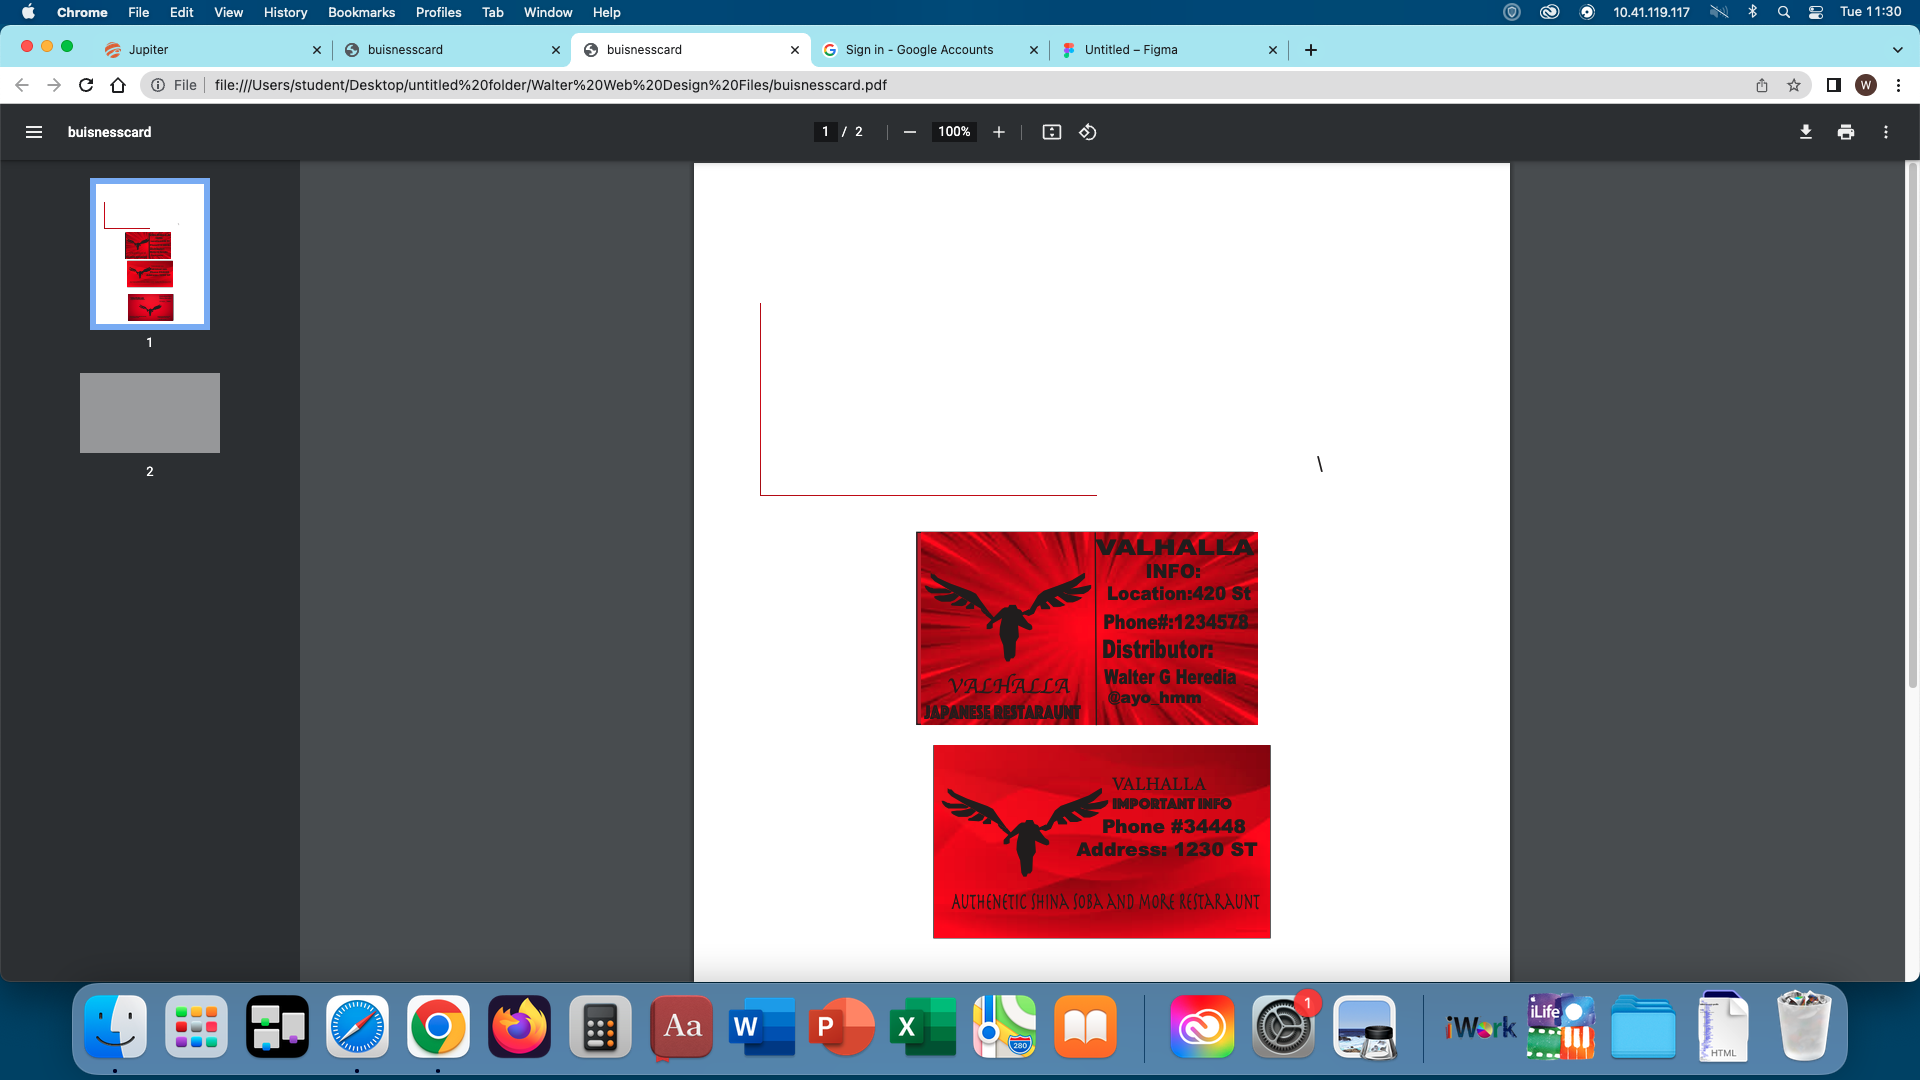 Chrome File Edit View History Bookmarks Profiles Tab Window Help 10.41.119.117 Tue 11:30
Jupiter buisnesscard buisnesscard Sign in - Google Accounts Untitled – Figma
File file:///Users/student/Desktop/untitled%20folder/Walter%20Web%20Design%20Files/buisnesscard.pdf W
buisnesscard 1 / 2 100%
1
2
\
VALHALLA
INFO:
Location:420 St
Phone#:1234578
Distributor:
Walter G Heredia
@ayo_hmm
VALHALLA
JAPANESE RESTARAUNT
VALHALLA
IMPORTANT INFO
Phone #34448
Address: 1230 ST
AUTHENETIC SHINA SOBA AND MORE RESTARAUNT
Aa
W
P
X
280
1
iWork
iLife
HTML